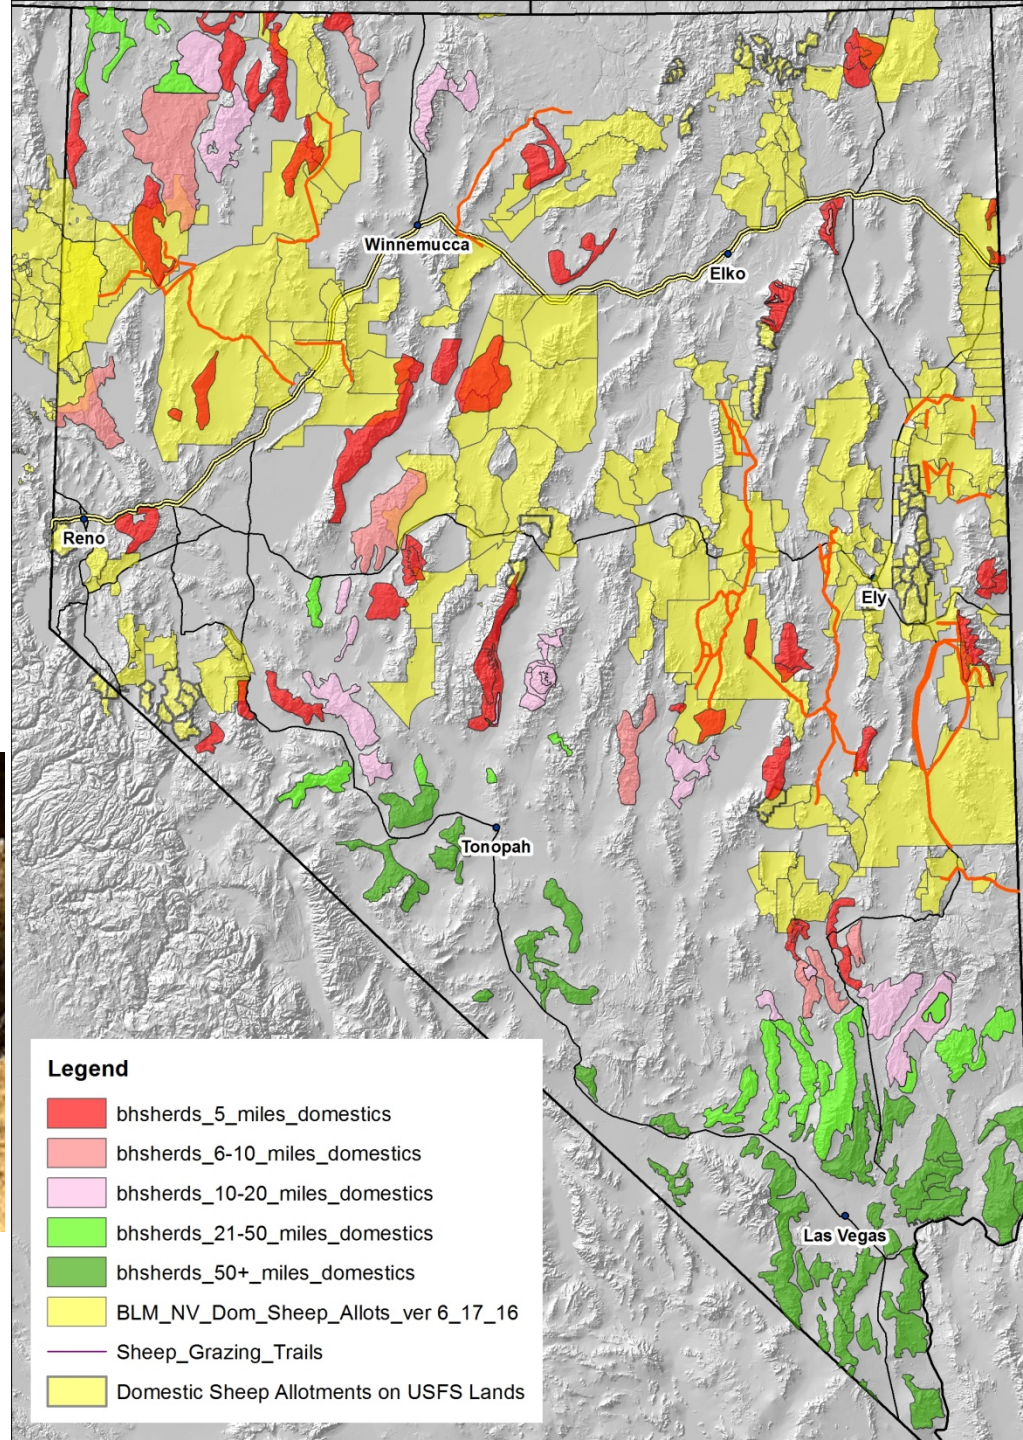 Winnemucca
Elko
Reno
Ely
Tonopah
Las Vegas
Legend
bhsherds_5_miles_domestics
bhsherds_6-10_miles_domestics
bhsherds_10-20_miles_domestics
bhsherds_21-50_miles_domestics
bhsherds_50+_miles_domestics
BLM_NV_Dom_Sheep_Allots_ver 6_17_16
Sheep_Grazing_Trails
Domestic Sheep Allotments on USFS Lands